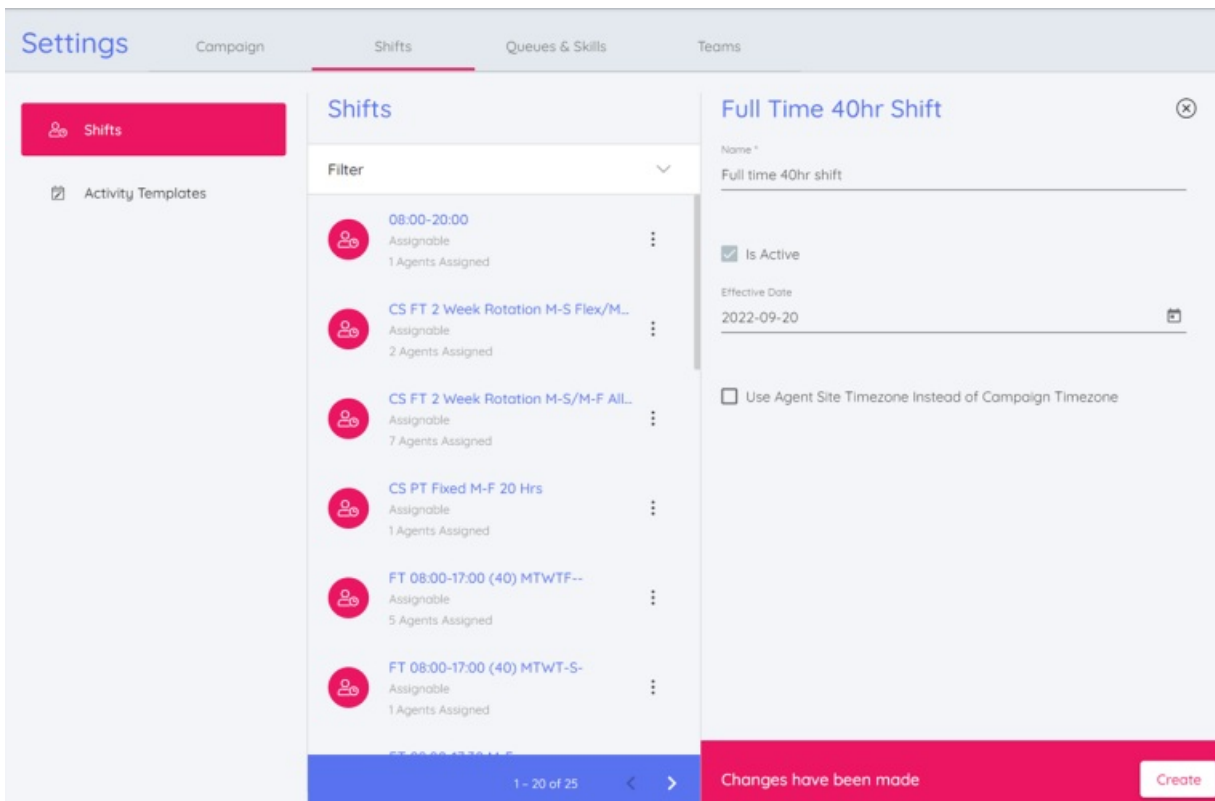 Settings
Campaign
Shifts
Queues & Skills
Teams
Shifts
Activity Templates
Shifts
Filter
08:00-20:00
Assignable
1 Agents Assigned
CS FT 2 Week Rotation M-S Flex/M...
Assignable
2 Agents Assigned
CS FT 2 Week Rotation M-S/M-F All...
Assignable
7 Agents Assigned
CS PT Fixed M-F 20 Hrs
Assignable
1 Agents Assigned
FT 08:00-17:00 (40) MTWTF--
Assignable
5 Agents Assigned
FT 08:00-17:00 (40) MTWT-S-
Assignable
1 Agents Assigned
1 – 20 of 25
Full Time 40hr Shift
Name *
Full time 40hr shift
Is Active
Effective Date
2022-09-20
Use Agent Site Timezone Instead of Campaign Timezone
Changes have been made
Create